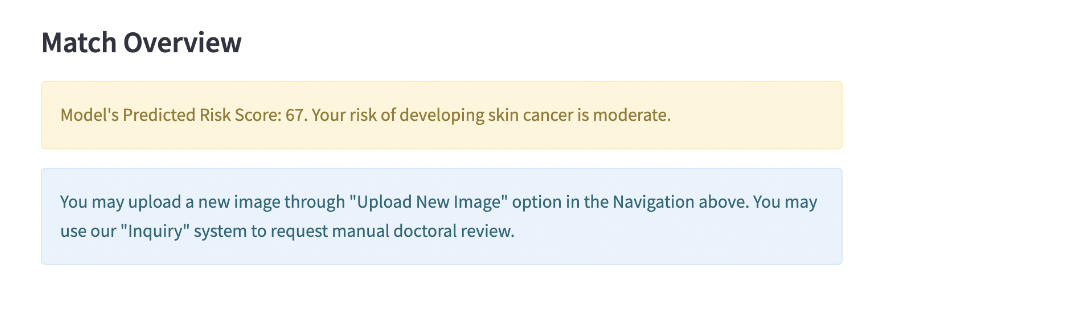 Match Overview
Model's Predicted Risk Score: 67. Your risk of developing skin cancer is moderate.
You may upload a new image through "Upload New Image" option in the Navigation above. You may
use our "Inquiry" system to request manual doctoral review.